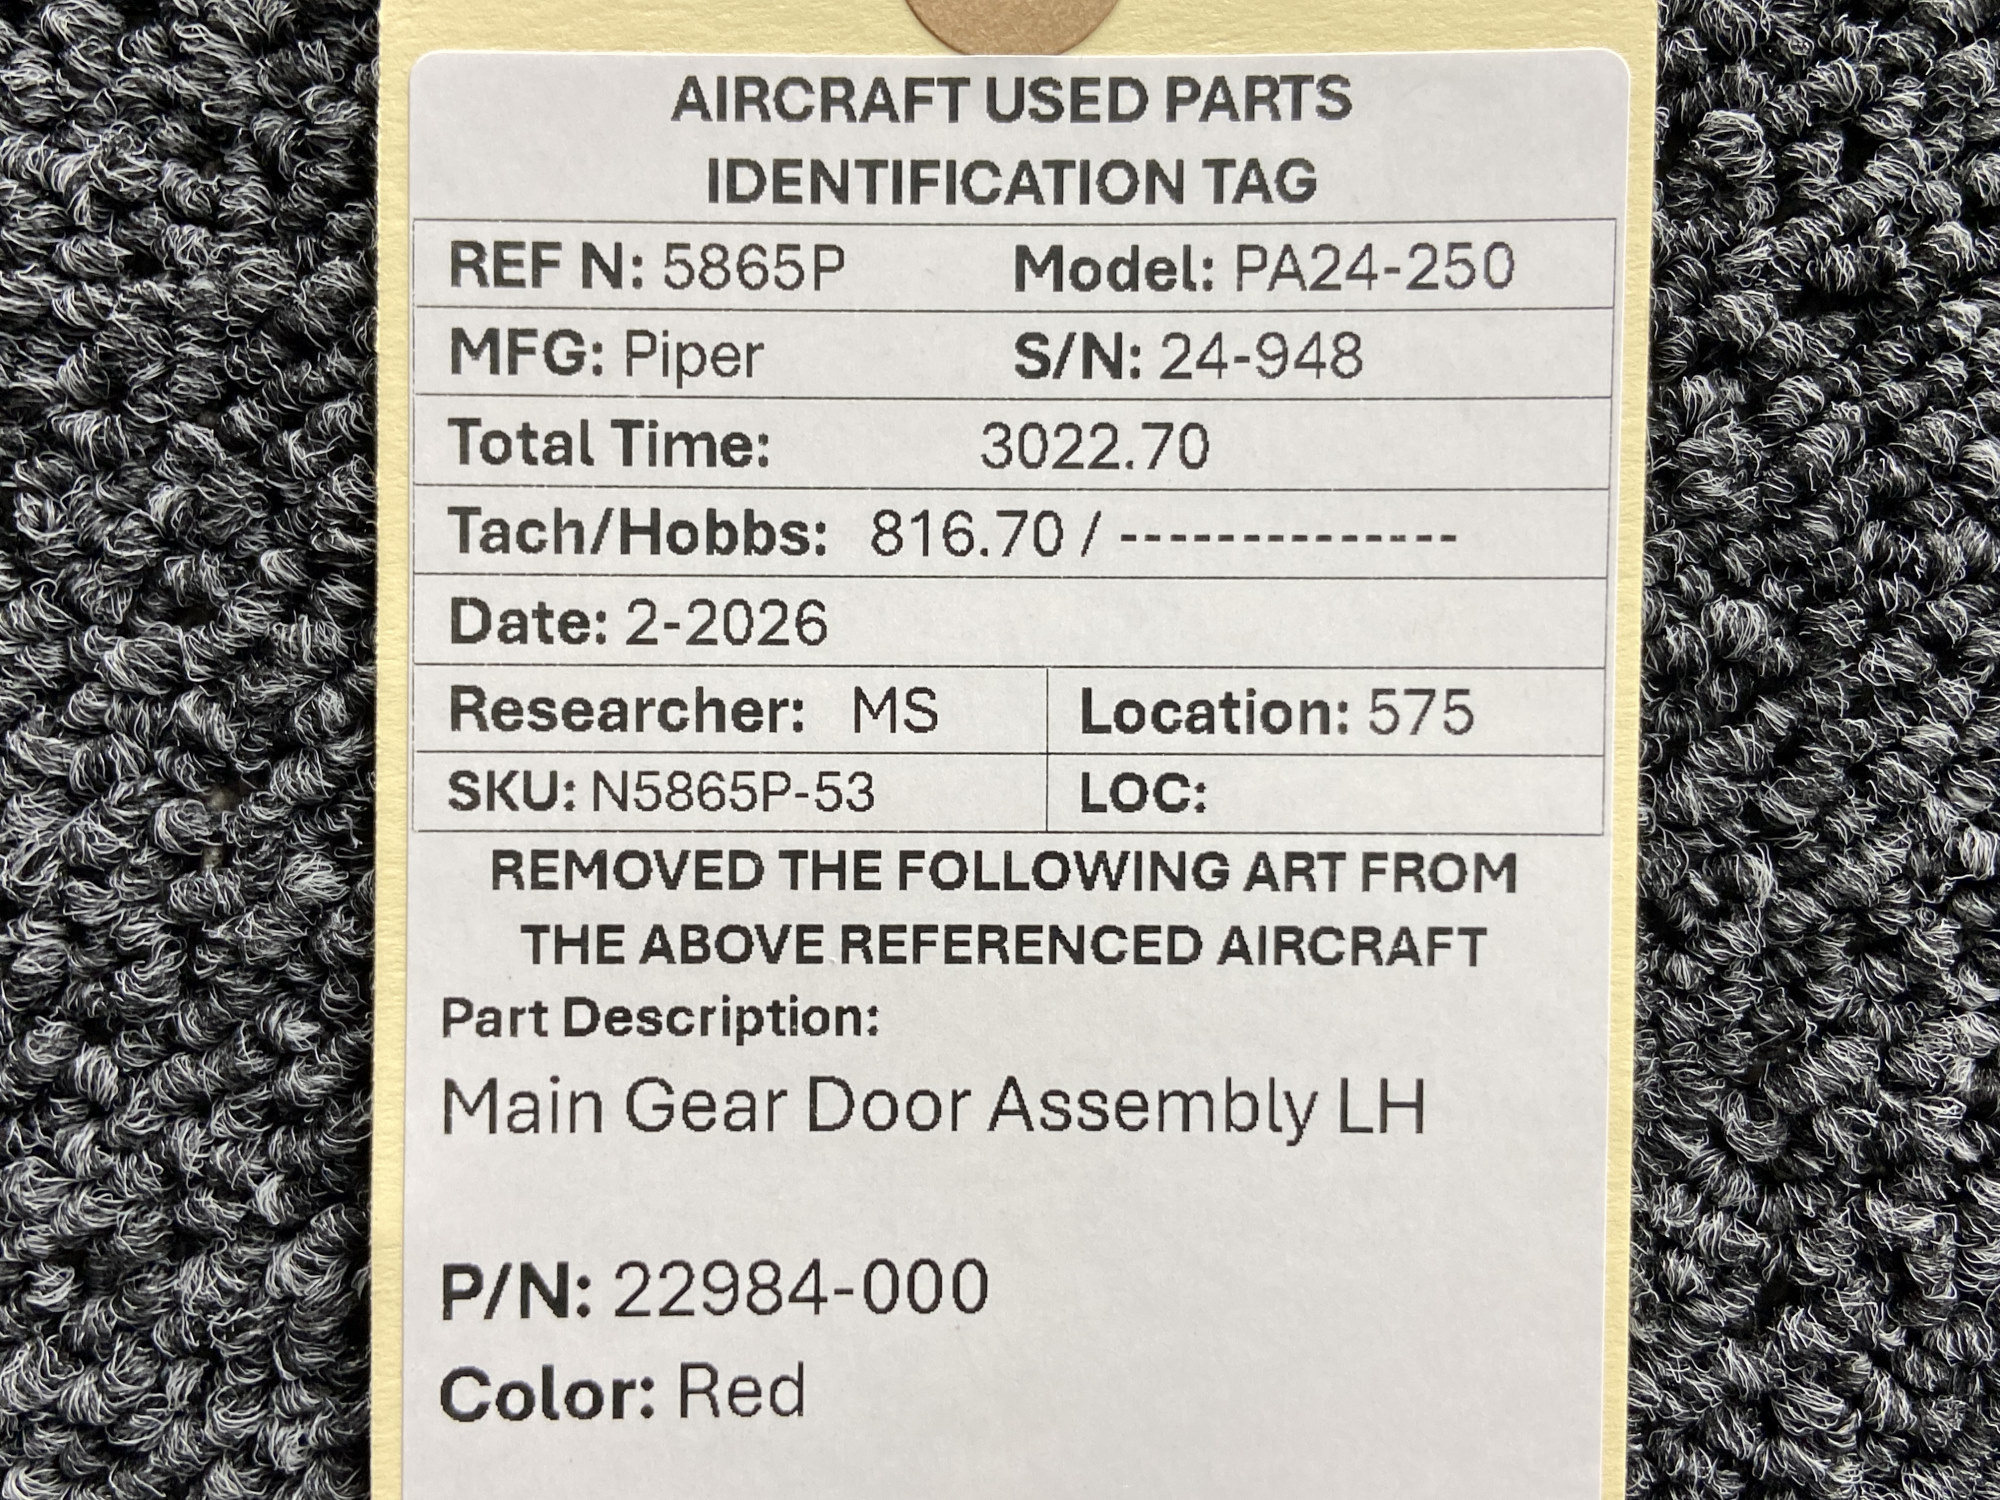 AIRCRAFT USED PARTS
IDENTIFICATION TAG
REF N: 5865P Model: PA24-250
MFG: Piper S/N: 24-948
Total Time: 3022.70
Tach/Hobbs: 816.70 / --------------
Date: 2-2026
Researcher: MS Location: 575
SKU: N5865P-53 LOC:
REMOVED THE FOLLOWING ART FROM
THE ABOVE REFERENCED AIRCRAFT
Part Description:
Main Gear Door Assembly LH
P/N: 22984-000
Color: Red